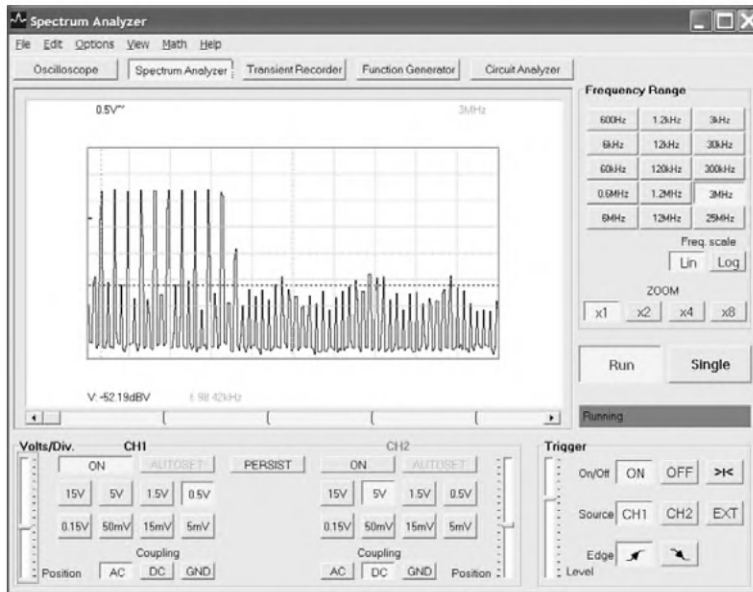 Spectrum Analyzer
File Edit Options View Math Help
Oscilloscope Spectrum Analyzer Transient Recorder Function Generator Circuit Analyzer
0.5V~ 3MHz
V: -52.19dBV f: 98.42kHz
Frequency Range
600Hz 1.2kHz 3kHz
6kHz 12kHz 30kHz
60kHz 120kHz 300kHz
0.6MHz 1.2MHz 3MHz
6MHz 12MHz 25MHz
Freq. scale
Lin Log
ZOOM
x1 x2 x4 x8
Run Single
Running
Volts/Div. CH1 CH2
ON AUTOSET PERSIST ON AUTOSET
15V 5V 1.5V 0.5V 15V 5V 1.5V 0.5V
0.15V 50mV 15mV 5mV 0.15V 50mV 15mV 5mV
Coupling Coupling
Position AC DC GND AC DC GND Position
Trigger
On/Off ON OFF >I<
Source CH1 CH2 EXT
Edge
Level